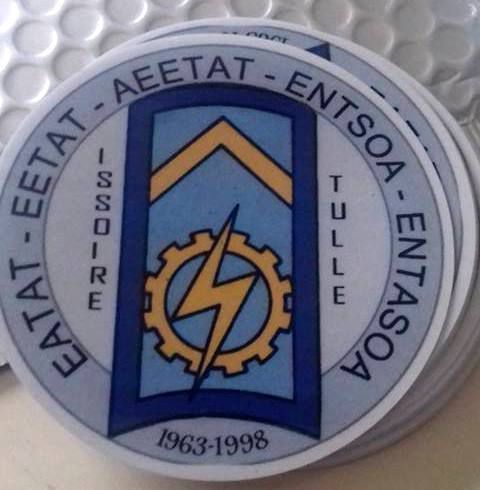 EATAT - EETAT - AEETAT - ENTSOA - ENTASOA
ISSOIRE
TULLE
1963-1998